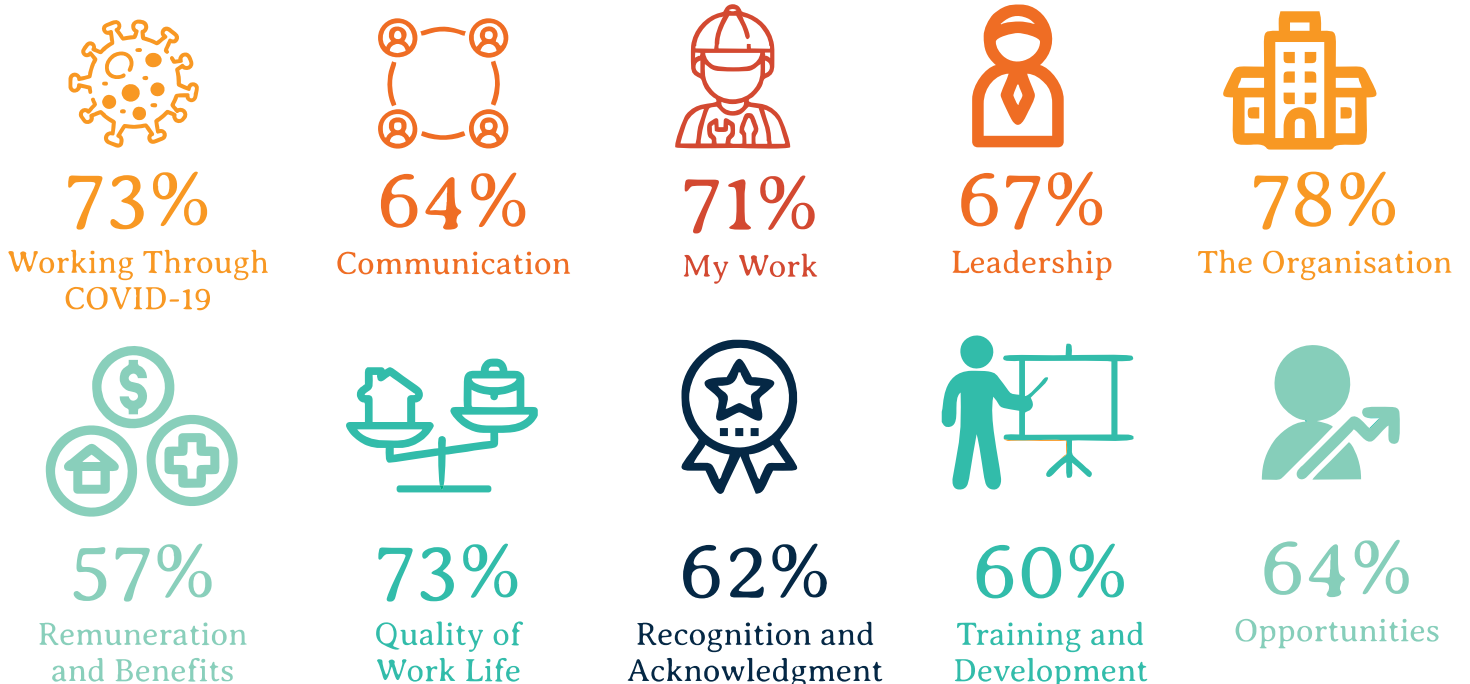 73%
Working Through
COVID-19
64%
Communication
71%
My Work
67%
Leadership
78%
The Organisation
$
57%
Remuneration
and Benefits
73%
Quality of
Work Life
62%
Recognition and
Acknowledgment
60%
Training and
Development
64%
Opportunities